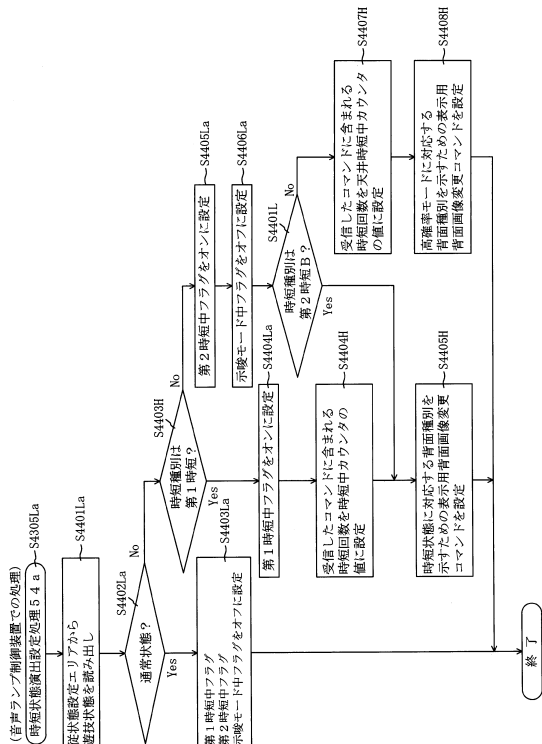 (音声ランプ制御装置での処理)
時短状態演出設定処理54a
S4305La
従状態設定エリアから
遊技状態を読み出し
S4401La
通常状態?
S4402La
Yes
No
第1時短中フラグ
第2時短中フラグ
示唆モード中フラグをオフに設定
S4403La
時短種別は
第1時短?
S4403H
Yes
No
第1時短中フラグをオンに設定
S4404La
受信したコマンドに含まれる
時短回数を時短中カウンタの
値に設定
S4404H
時短状態に対応する背面種別を
示すための表示用背面画像変更
コマンドを設定
S4405H
第2時短中フラグをオンに設定
S4405La
示唆モード中フラグをオフに設定
S4406La
時短種別は
第2時短B?
S4401L
Yes
No
受信したコマンドに含まれる
時短回数を天井時短中カウンタ
の値に設定
S4407H
高確率モードに対応する
背面種別を示すための表示用
背面画像変更コマンドを設定
S4408H
終了